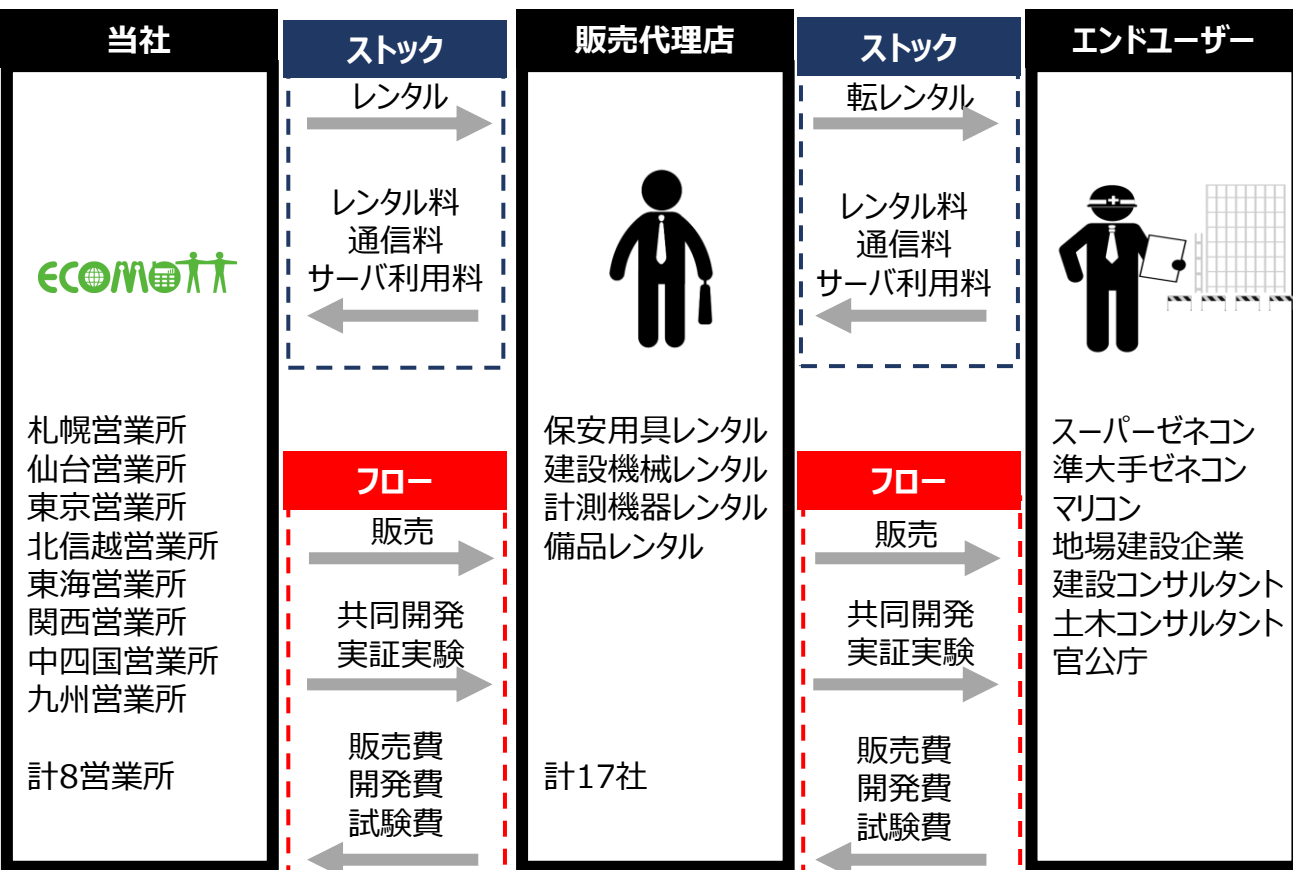 当社
ECOMOTT
札幌営業所
仙台営業所
東京営業所
北信越営業所
東海営業所
関西営業所
中四国営業所
九州営業所
計8営業所
ストック
レンタル
レンタル料
通信料
サーバ利用料
フロー
販売
共同開発
実証実験
販売費
開発費
試験費
販売代理店
保安用具レンタル
建設機械レンタル
計測機器レンタル
備品レンタル
計17社
ストック
転レンタル
レンタル料
通信料
サーバ利用料
フロー
販売
共同開発
実証実験
販売費
開発費
試験費
エンドユーザー
スーパーゼネコン
準大手ゼネコン
マリコン
地場建設企業
建設コンサルタント
土木コンサルタント
官公庁